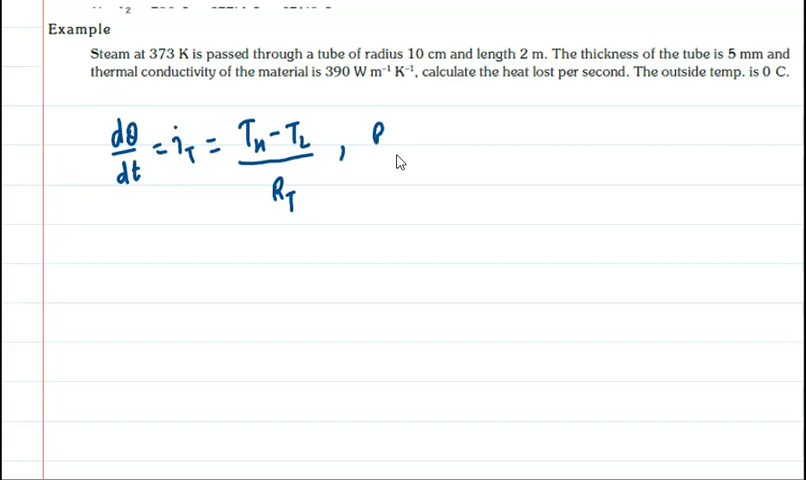 Example
Steam at 373 K is passed through a tube of radius 10 cm and length 2 m. The thickness of the tube is 5 mm and
thermal conductivity of the material is 390 W m⁻¹ K⁻¹, calculate the heat lost per second. The outside temp. is 0 C.
dθ/dt = i_T = (T_H − T_L)/R_T , P